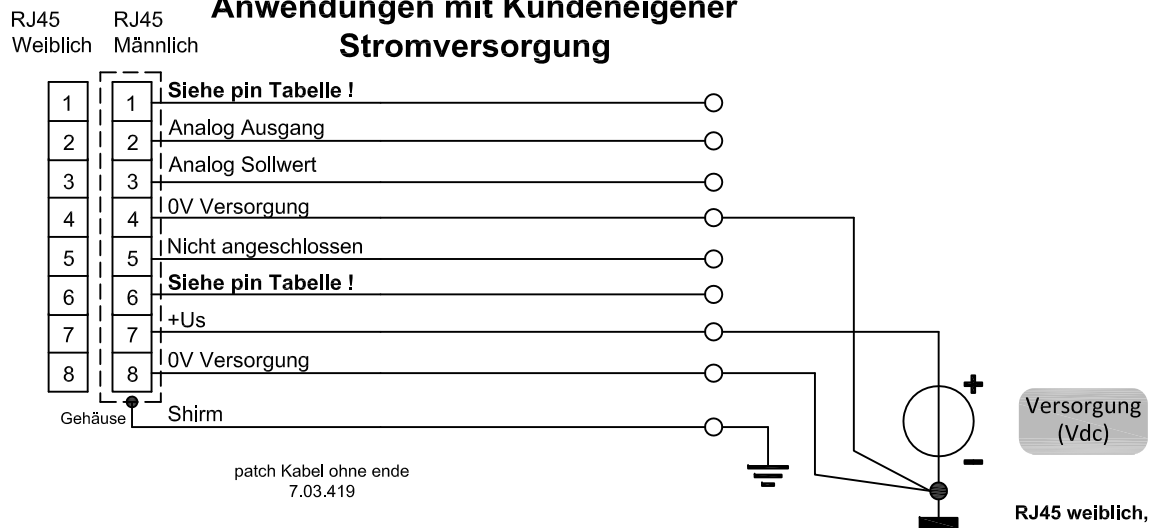 Anwendungen mit Kundeneigener
Stromversorgung
RJ45 RJ45
Weiblich Männlich
1 1 Siehe pin Tabelle !
2 2 Analog Ausgang
3 3 Analog Sollwert
4 4 0V Versorgung
5 5 Nicht angeschlossen
6 6 Siehe pin Tabelle !
7 7 +Us
8 8 0V Versorgung
Gehäuse Shirm
patch Kabel ohne ende
7.03.419
+
Versorgung
(Vdc)
−
RJ45 weiblich,